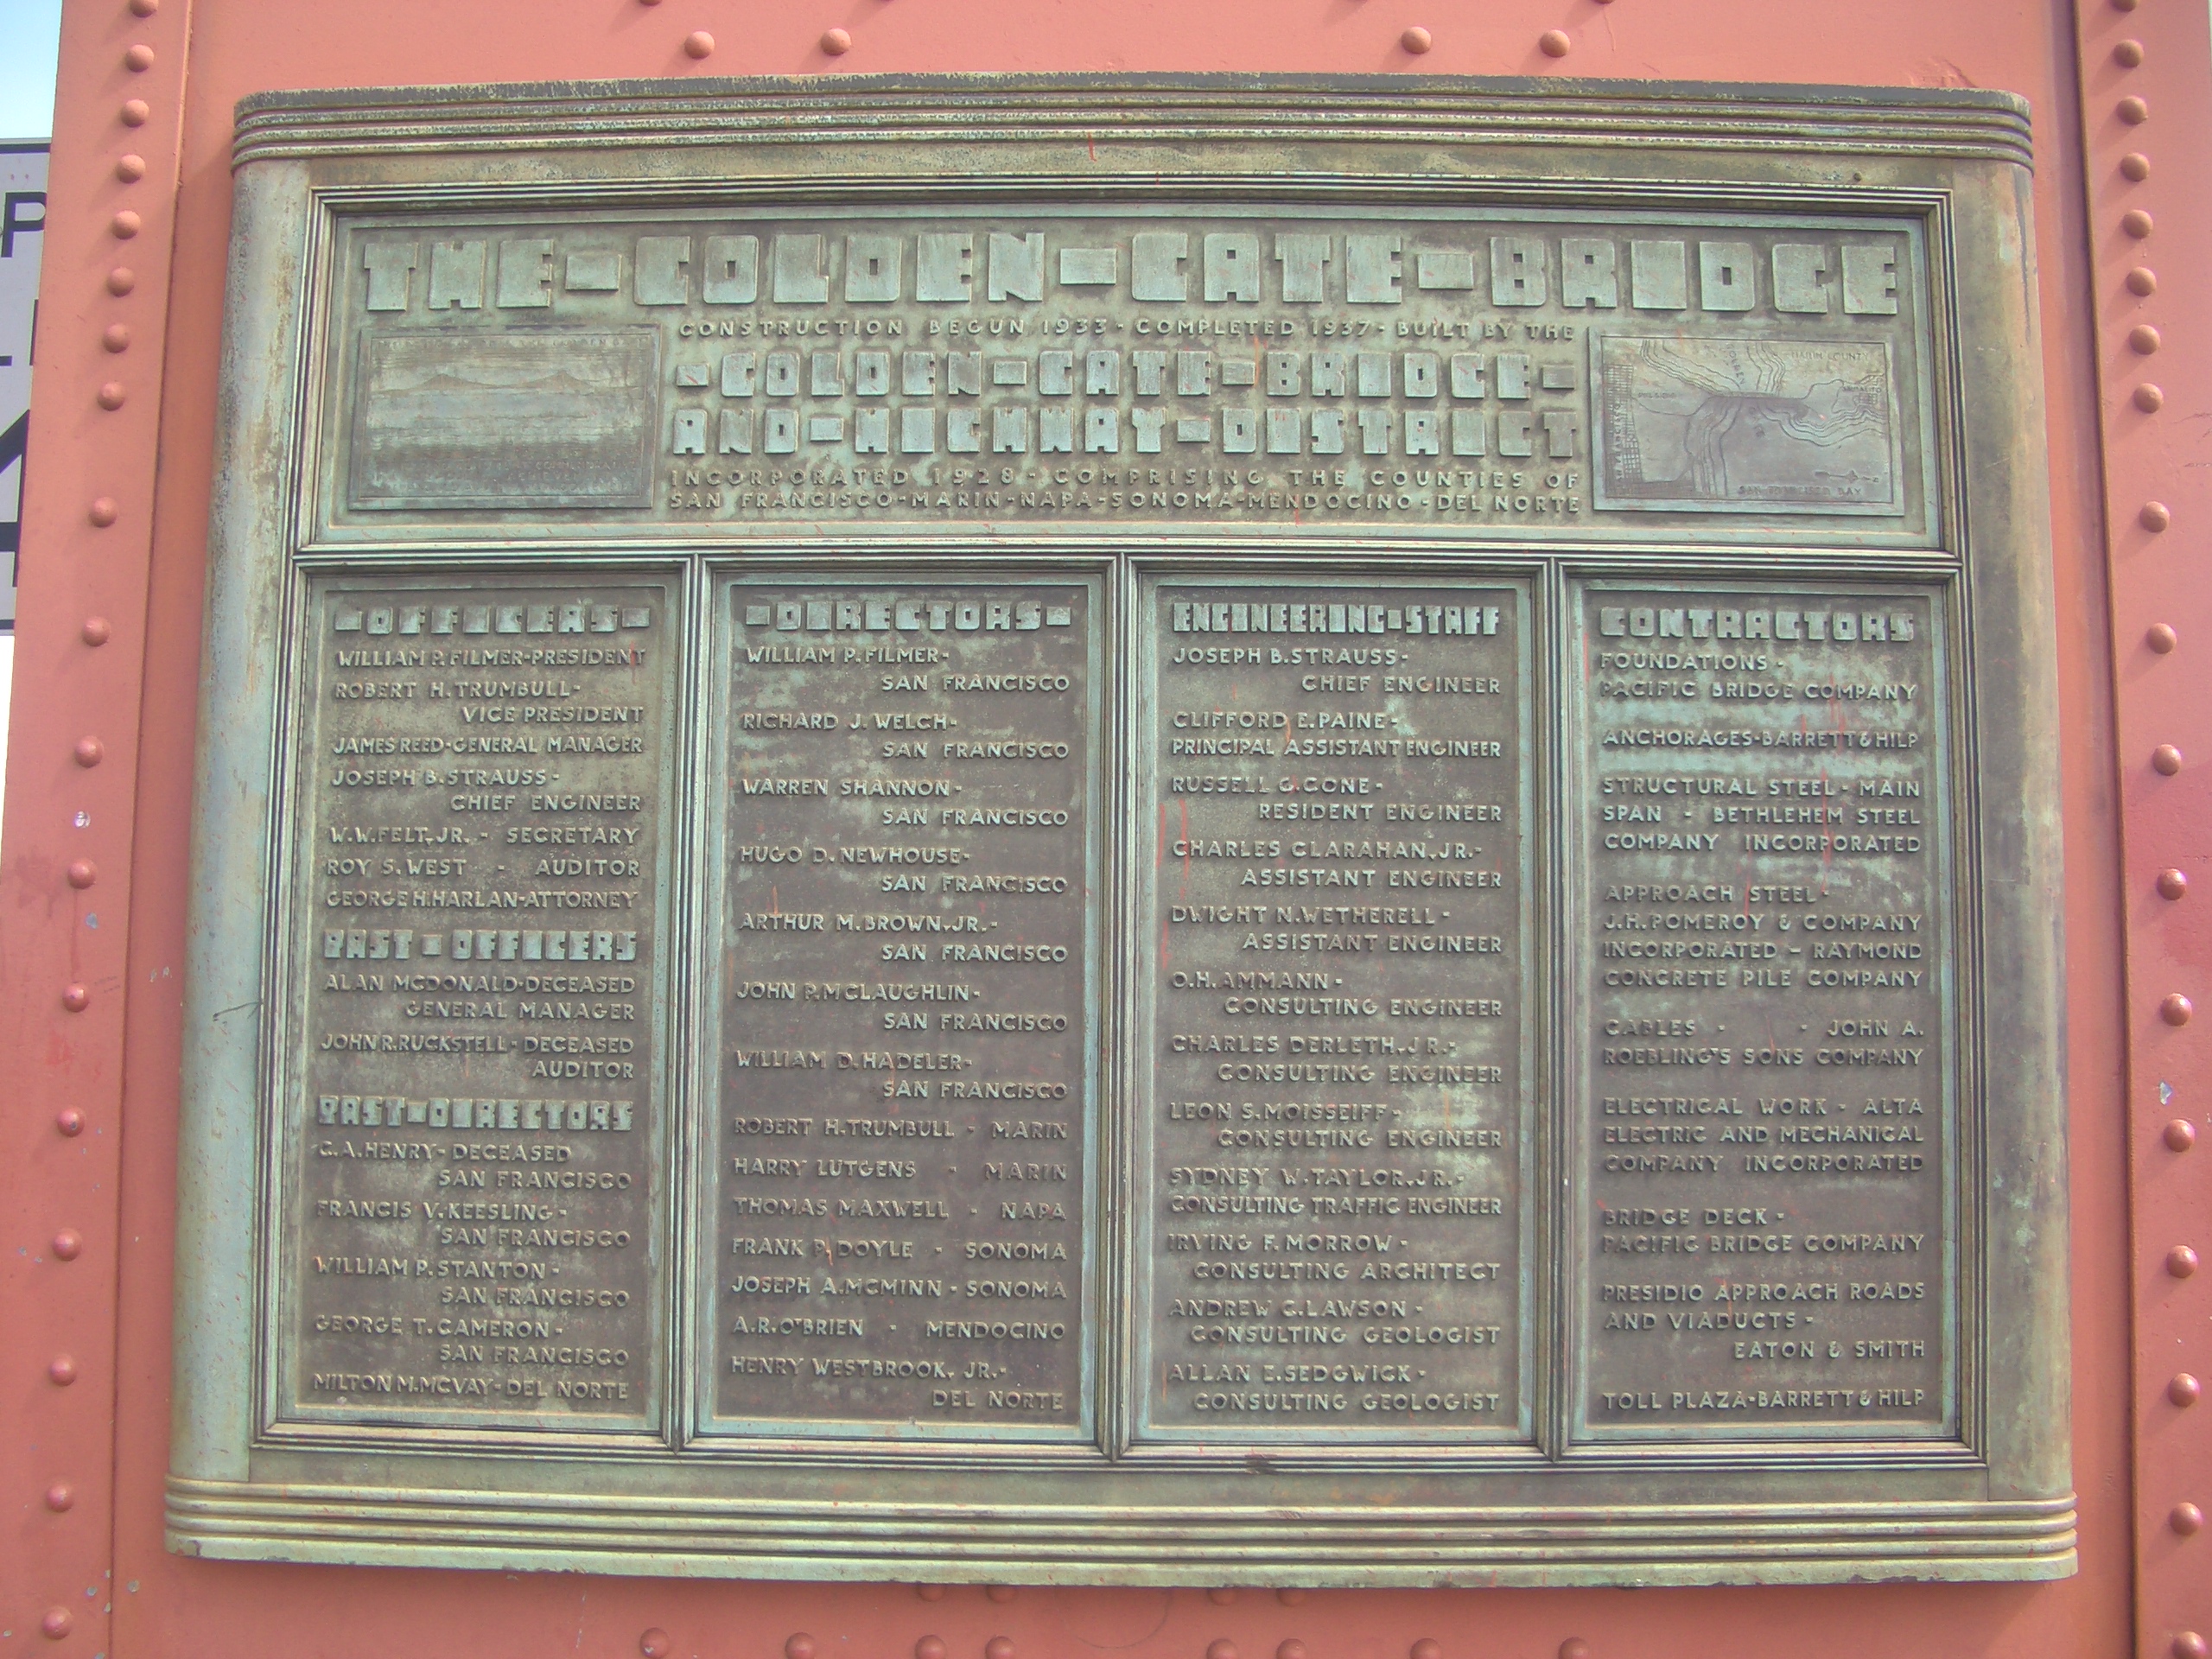 P
THE-GOLDEN-GATE-BRIDGE
CONSTRUCTION BEGUN 1933 - COMPLETED 1937 - BUILT BY THE
-GOLDEN-GATE-BRIDGE-
AND-HIGHWAY-DISTRICT
INCORPORATED 1928 - COMPRISING THE COUNTIES OF
SAN FRANCISCO-MARIN-NAPA-SONOMA-MENDOCINO-DEL NORTE
MARIN COUNTY
SAUSALITO
SAN FRANCISCO BAY
-OFFICERS-
WILLIAM P. FILMER-PRESIDENT
ROBERT H. TRUMBULL-
VICE PRESIDENT
JAMES REED-GENERAL MANAGER
JOSEPH B. STRAUSS-
CHIEF ENGINEER
W.W. FELT, JR. - SECRETARY
ROY S. WEST - AUDITOR
GEORGE H. HARLAN-ATTORNEY
PAST-OFFICERS
ALAN MCDONALD-DECEASED
GENERAL MANAGER
JOHN R. RUCKSTELL-DECEASED
AUDITOR
PAST-DIRECTORS
C.A. HENRY-DECEASED
SAN FRANCISCO
FRANCIS V. KEESLING-
SAN FRANCISCO
WILLIAM P. STANTON-
SAN FRANCISCO
GEORGE T. CAMERON-
SAN FRANCISCO
MILTON M. MCVAY-DEL NORTE
-DIRECTORS-
WILLIAM P. FILMER-
SAN FRANCISCO
RICHARD J. WELCH-
SAN FRANCISCO
WARREN SHANNON-
SAN FRANCISCO
HUGO D. NEWHOUSE-
SAN FRANCISCO
ARTHUR M. BROWN, JR.-
SAN FRANCISCO
JOHN P. MCLAUGHLIN-
SAN FRANCISCO
WILLIAM D. HADELER-
SAN FRANCISCO
ROBERT H. TRUMBULL - MARIN
HARRY LUTGENS - MARIN
THOMAS MAXWELL - NAPA
FRANK P. DOYLE - SONOMA
JOSEPH A. MCMINN - SONOMA
A.R. O'BRIEN - MENDOCINO
HENRY WESTBROOK, JR.-
DEL NORTE
ENGINEERING-STAFF
JOSEPH B. STRAUSS-
CHIEF ENGINEER
CLIFFORD E. PAINE-
PRINCIPAL ASSISTANT ENGINEER
RUSSELL G. CONE-
RESIDENT ENGINEER
CHARLES CLARAHAN, JR.-
ASSISTANT ENGINEER
DWIGHT N. WETHERELL-
ASSISTANT ENGINEER
O.H. AMMANN-
CONSULTING ENGINEER
CHARLES DERLETH, JR.-
CONSULTING ENGINEER
LEON S. MOISSEIFF-
CONSULTING ENGINEER
SYDNEY W. TAYLOR, JR.-
CONSULTING TRAFFIC ENGINEER
IRVING F. MORROW-
CONSULTING ARCHITECT
ANDREW C. LAWSON-
CONSULTING GEOLOGIST
ALLAN E. SEDGWICK-
CONSULTING GEOLOGIST
CONTRACTORS
FOUNDATIONS -
PACIFIC BRIDGE COMPANY
ANCHORAGES-BARRETT & HILP
STRUCTURAL STEEL - MAIN
SPAN - BETHLEHEM STEEL
COMPANY INCORPORATED
APPROACH STEEL -
J.H. POMEROY & COMPANY
INCORPORATED - RAYMOND
CONCRETE PILE COMPANY
CABLES - - JOHN A.
ROEBLING'S SONS COMPANY
ELECTRICAL WORK - ALTA
ELECTRIC AND MECHANICAL
COMPANY INCORPORATED
BRIDGE DECK -
PACIFIC BRIDGE COMPANY
PRESIDIO APPROACH ROADS
AND VIADUCTS -
EATON & SMITH
TOLL PLAZA-BARRETT & HILP